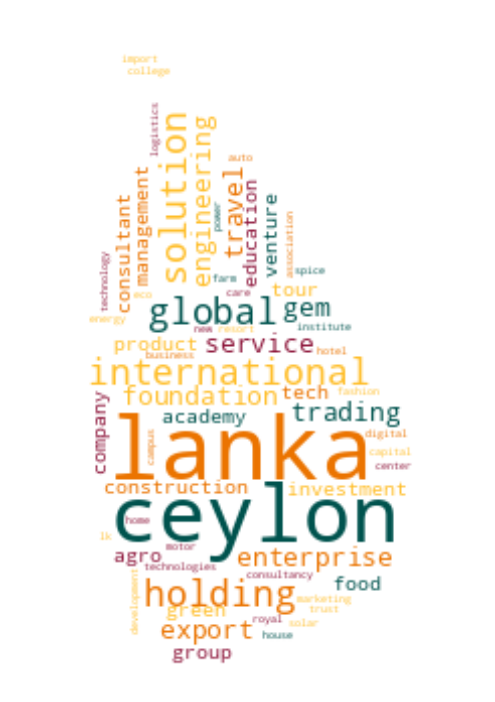 import
college
logistics
solution
engineering
auto
management
travel
consultant
education
power
venture
association
technology
farm
spice
care
eco
tour
global
gem
energy
new
resort
institute
product
service
business
hotel
international
foundation
tech
fashion
company
academy
trading
lanka
campus
digital
capital
center
construction
investment
ceylon
home
lk
motor
agro
enterprise
technologies
consultancy
development
holding
food
green
marketing
trust
export
royal
solar
house
group